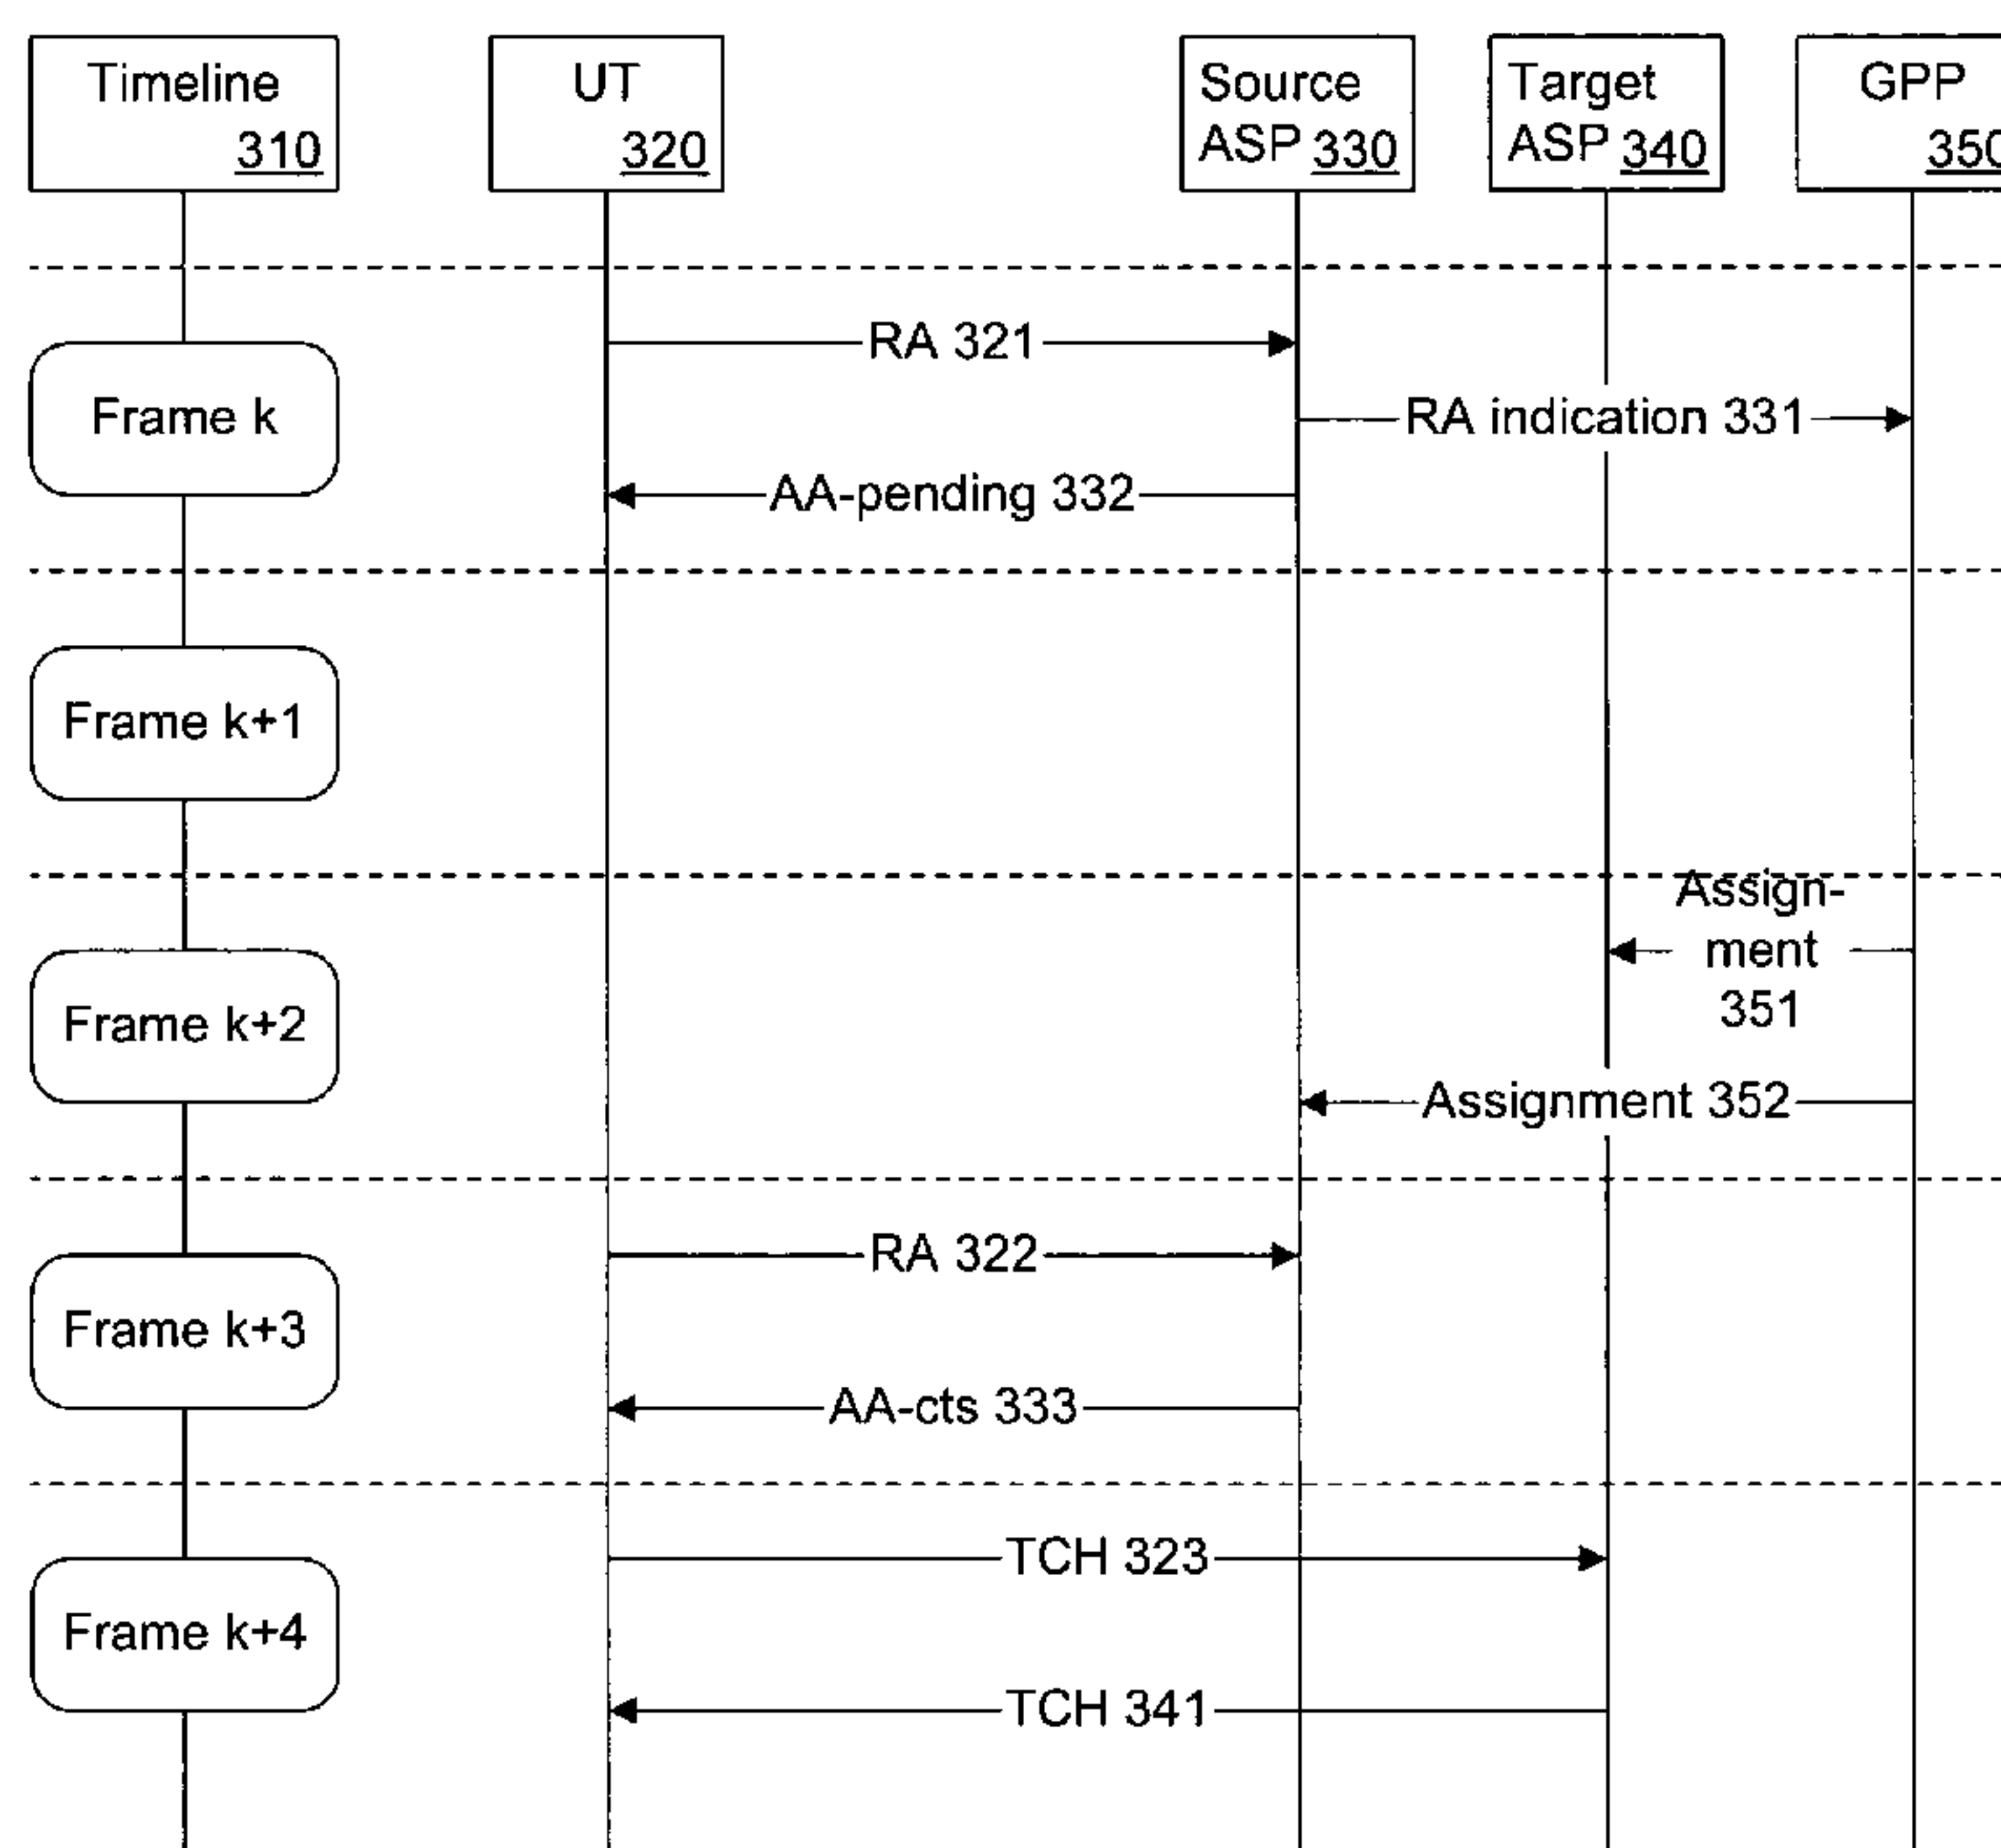 Timeline
310
UT
320
Source
ASP 330
Target
ASP 340
GPP
350
RA 321
Frame k
RA indication 331
AA-pending 332
Frame k+1
Assign-
ment
351
Frame k+2
Assignment 352
RA 322
Frame k+3
AA-cts 333
TCH 323
Frame k+4
TCH 341